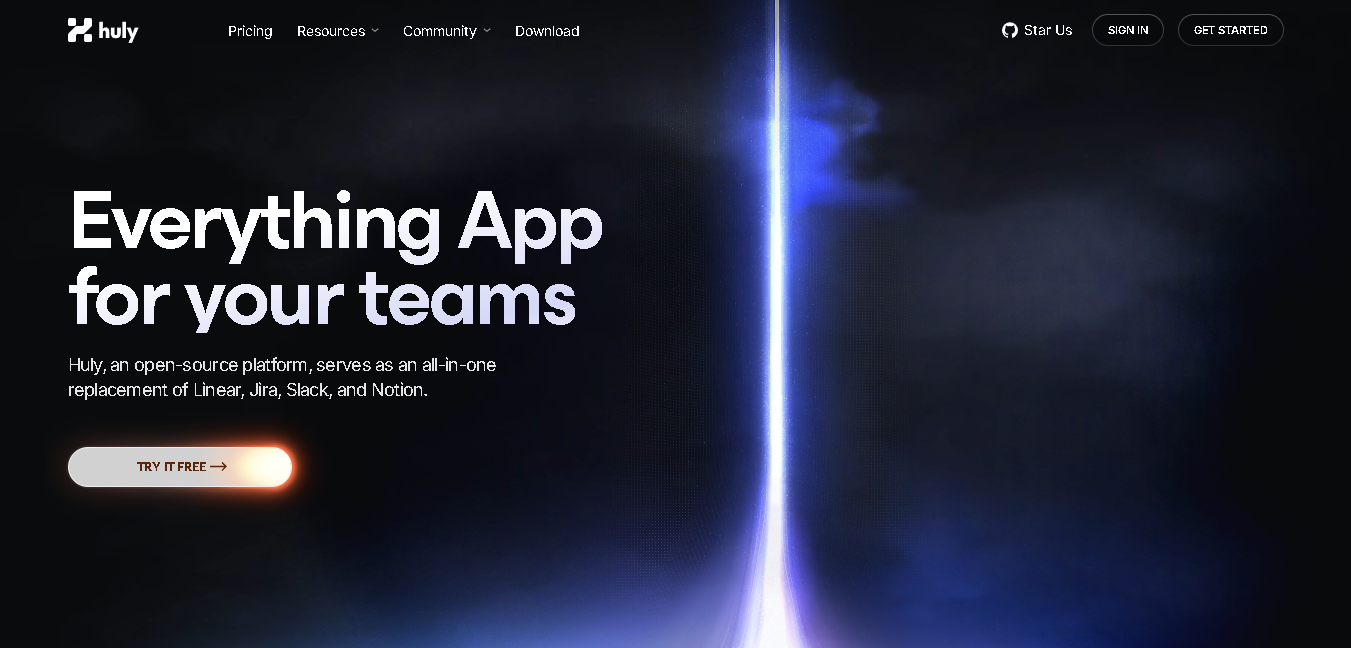 huly
Pricing
Resources
Community
Download
Star Us
SIGN IN
GET STARTED
Everything App
for your teams
Huly, an open-source platform, serves as an all-in-one
replacement of Linear, Jira, Slack, and Notion.
TRY IT FREE →